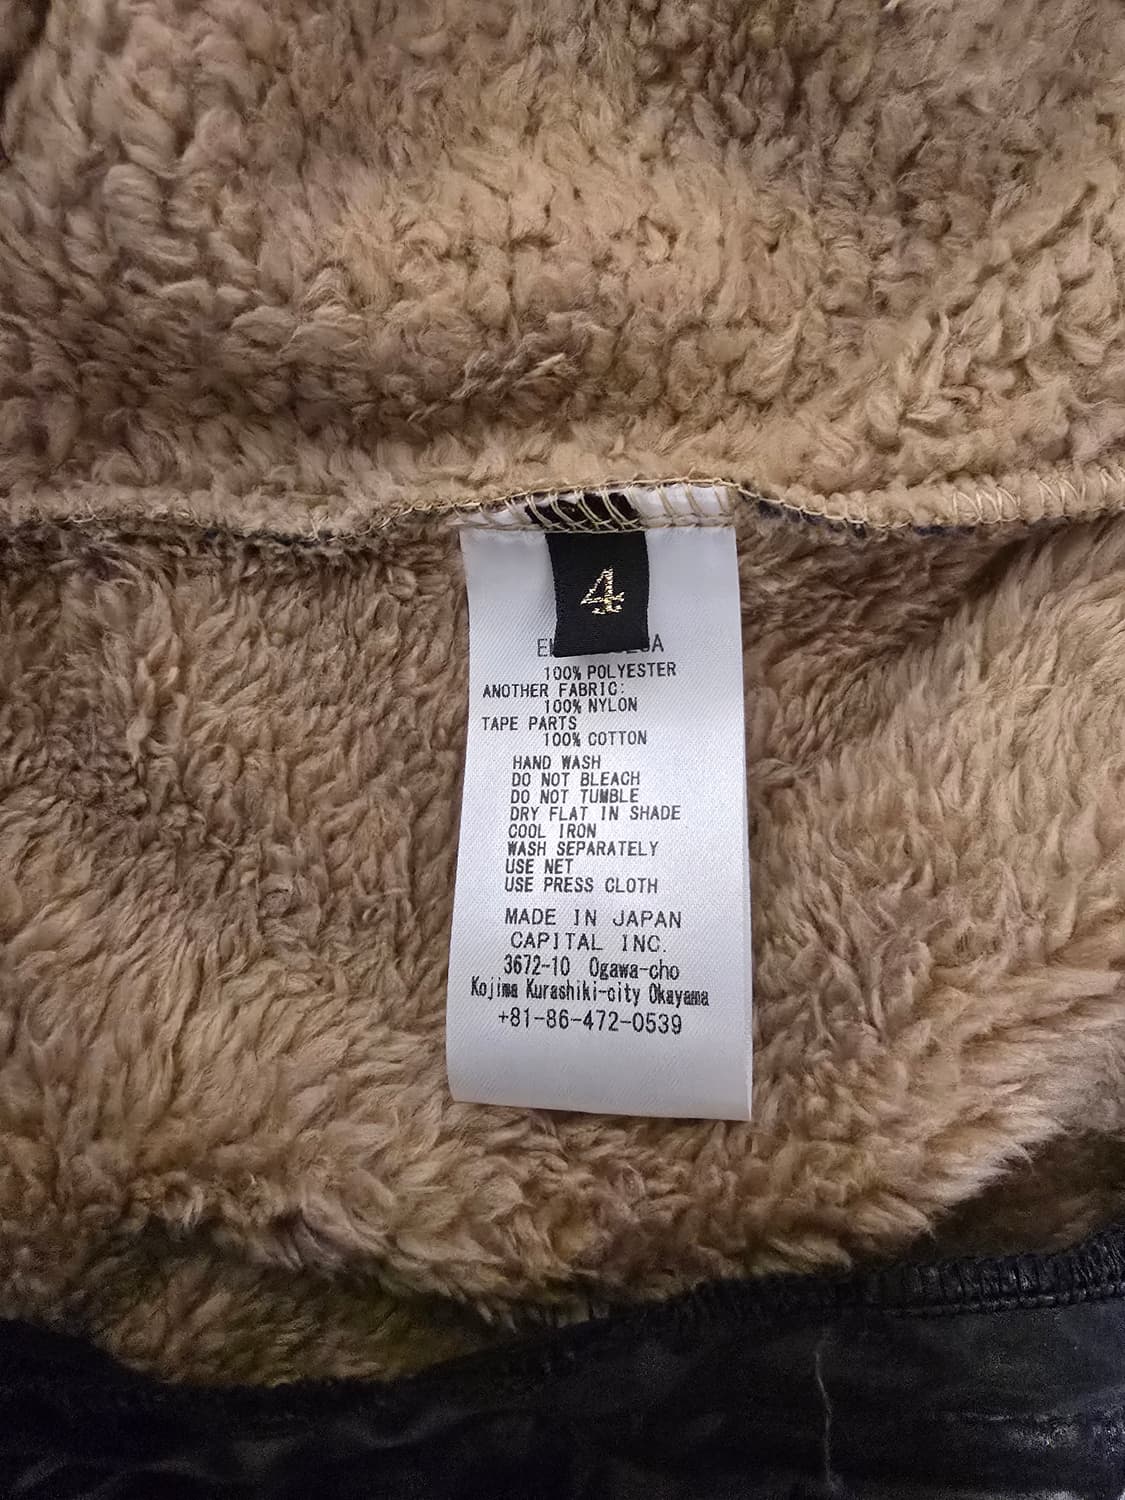 4
100% POLYESTER
ANOTHER FABRIC:
100% NYLON
TAPE PARTS
100% COTTON
HAND WASH
DO NOT BLEACH
DO NOT TUMBLE
DRY FLAT IN SHADE
COOL IRON
WASH SEPARATELY
USE NET
USE PRESS CLOTH
MADE IN JAPAN
CAPITAL INC.
3672-10 Ogawa-cho
Kojima Kurashiki-city Okayama
+81-86-472-0539